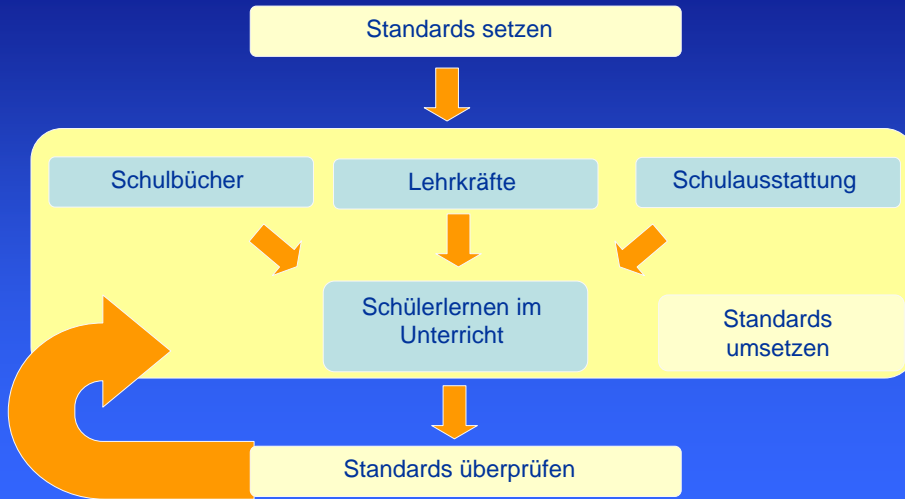 Standards setzen
Schulbücher
Lehrkräfte
Schulausstattung
Schülerlernen im
Unterricht
Standards
umsetzen
Standards überprüfen